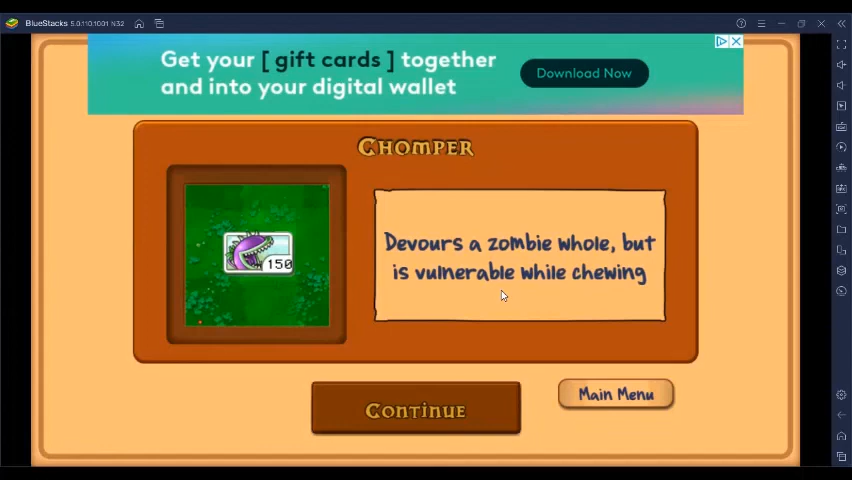 BlueStacks 5.0.110.1001 N32
Get your [ gift cards ] together
and into your digital wallet
Download Now
Chomper
150
Devours a zombie whole, but
is vulnerable while chewing
Continue
Main Menu